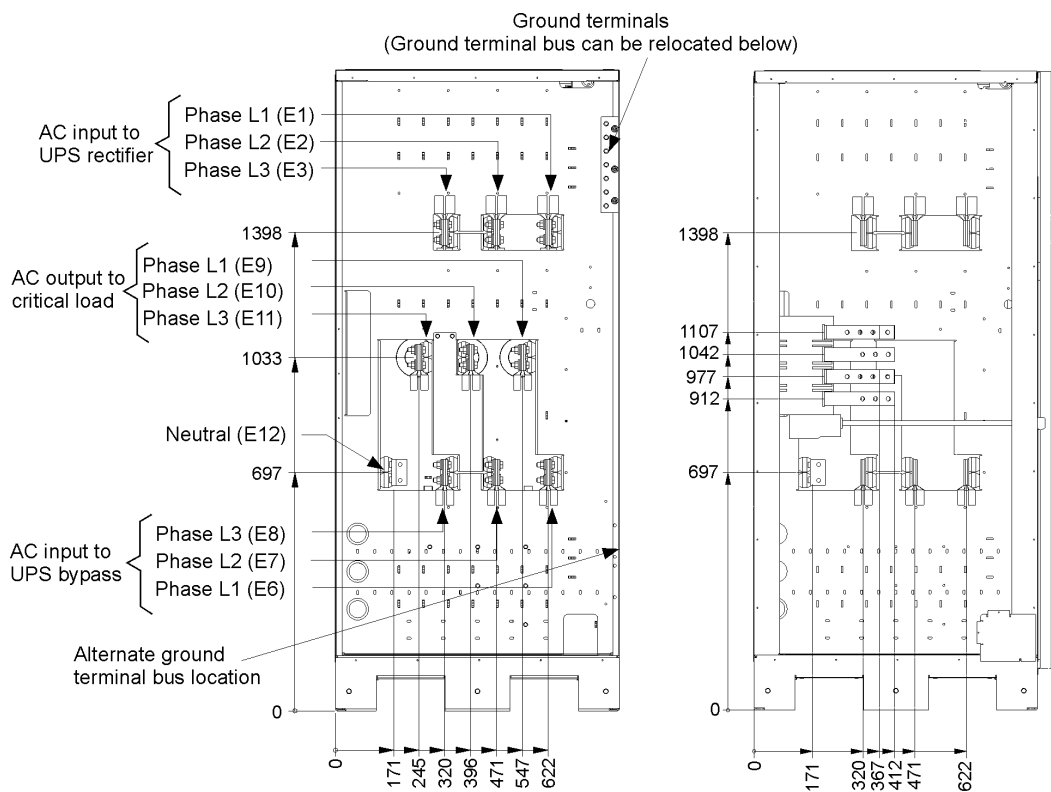 Ground terminals
(Ground terminal bus can be relocated below)
AC input to
UPS rectifier
Phase L1 (E1)
Phase L2 (E2)
Phase L3 (E3)
1398
AC output to
critical load
Phase L1 (E9)
Phase L2 (E10)
Phase L3 (E11)
1033
Neutral (E12)
697
AC input to
UPS bypass
Phase L3 (E8)
Phase L2 (E7)
Phase L1 (E6)
Alternate ground
terminal bus location
0
0
171
245
320
396
471
547
622
1398
1107
1042
977
912
697
0
0
171
320
367
412
471
622